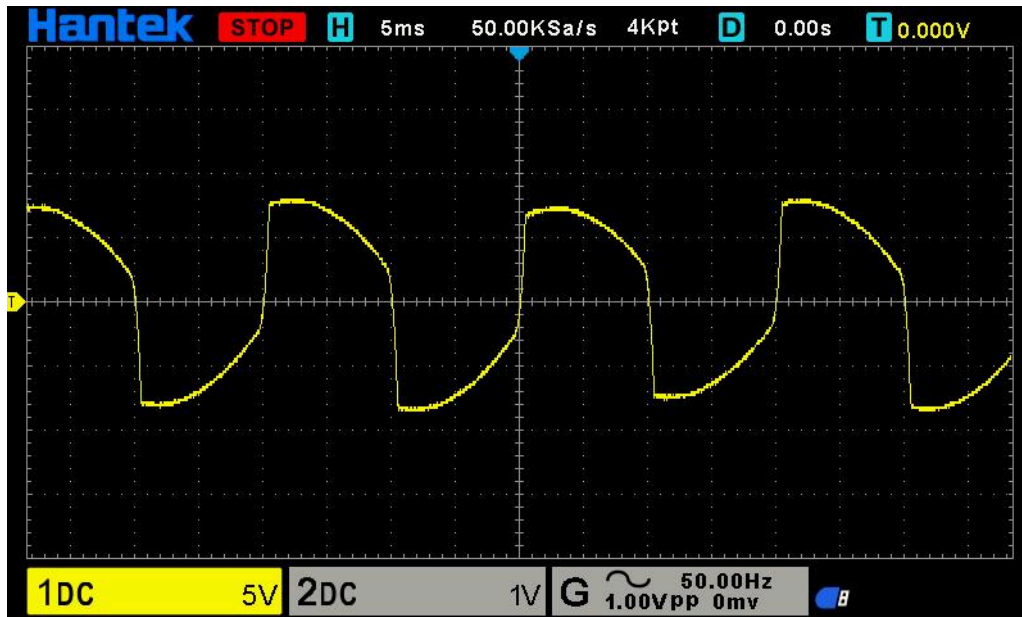 Hantek STOP H 5ms 50.00KSa/s 4Kpt D 0.00s T 0.000V
T
1DC 5V 2DC 1V G 50.00Hz
1.00Vpp 0mv